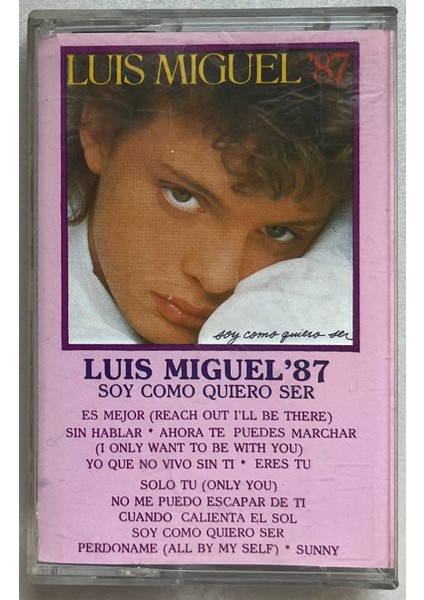 LUIS MIGUEL '87
soy como quiero ser
LUIS MIGUEL'87
SOY COMO QUIERO SER
ES MEJOR (REACH OUT I'LL BE THERE)
SIN HABLAR * AHORA TE PUEDES MARCHAR
(I ONLY WANT TO BE WITH YOU)
YO QUE NO VIVO SIN TI * ERES TU
SOLO TU (ONLY YOU)
NO ME PUEDO ESCAPAR DE TI
CUANDO CALIENTA EL SOL
SOY COMO QUIERO SER
PERDONAME (ALL BY MY SELF) * SUNNY